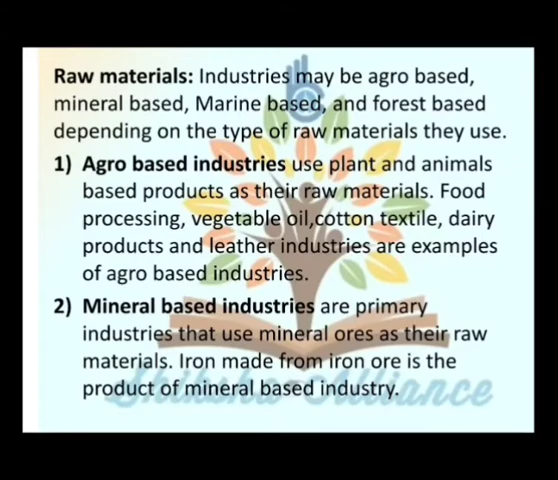 Raw materials: Industries may be agro based,
mineral based, Marine based, and forest based
depending on the type of raw materials they use.
1) Agro based industries use plant and animals
based products as their raw materials. Food
processing, vegetable oil,cotton textile, dairy
products and leather industries are examples
of agro based industries.
2) Mineral based industries are primary
industries that use mineral ores as their raw
materials. Iron made from iron ore is the
product of mineral based industry.
Shiksha Alliance